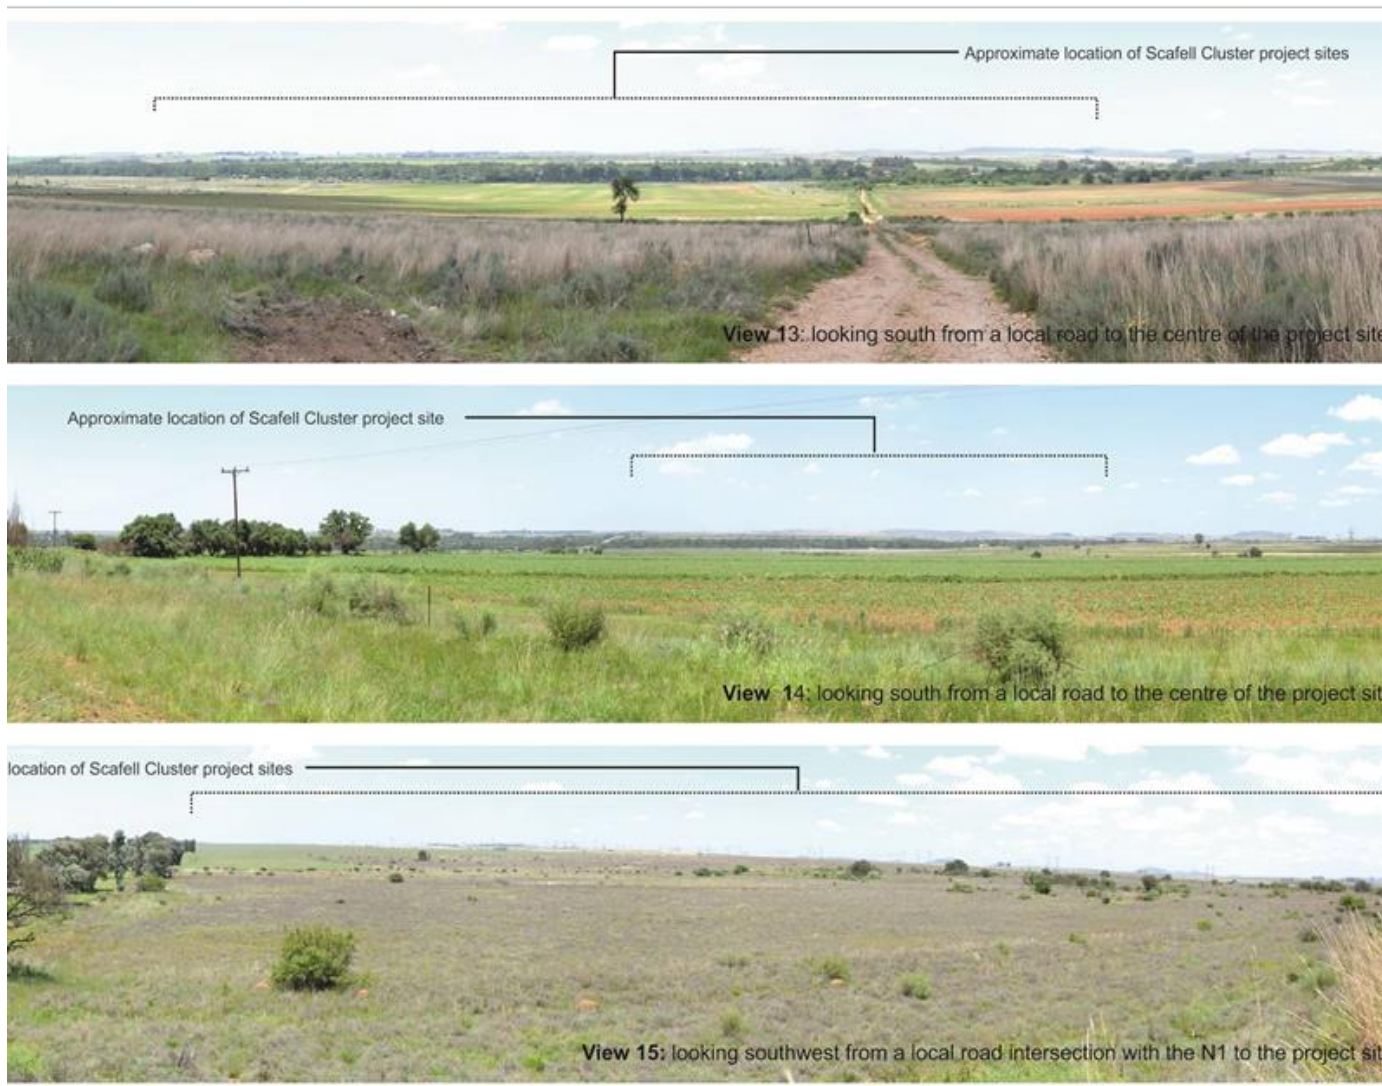 Approximate location of Scafell Cluster project sites
View 13: looking south from a local road to the centre of the project site
Approximate location of Scafell Cluster project site
View 14: looking south from a local road to the centre of the project sit
location of Scafell Cluster project sites
View 15: looking southwest from a local road intersection with the N1 to the project sit